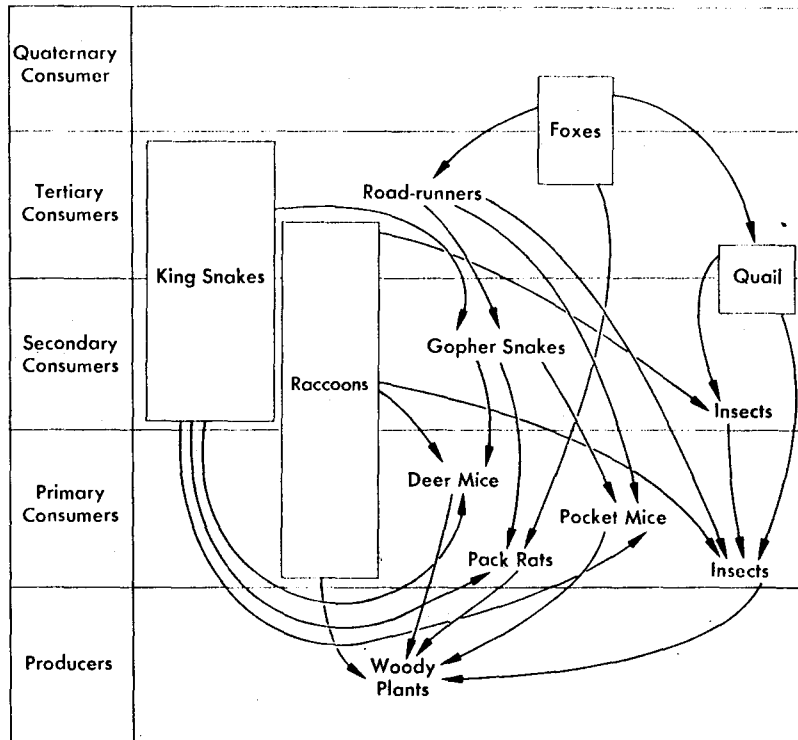 Quaternary
Consumer
Foxes
Tertiary
Consumers
Road-runners
King Snakes
Quail
Secondary
Consumers
Gopher Snakes
Raccoons
Insects
Primary
Consumers
Deer Mice
Pocket Mice
Pack Rats
Insects
Producers
Woody
Plants